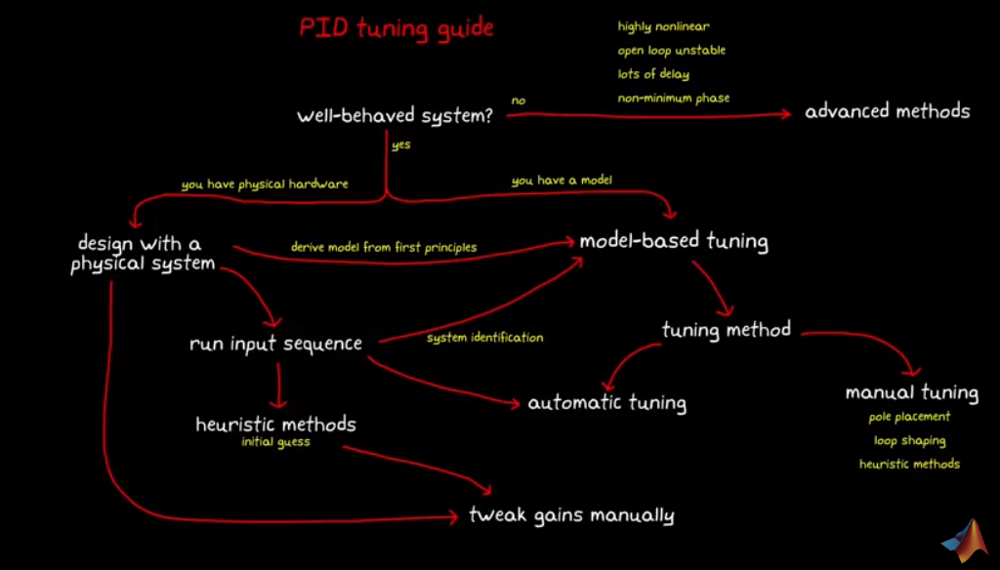 PID tuning guide
highly nonlinear
open loop unstable
lots of delay
non-minimum phase
well-behaved system?
no
advanced methods
yes
you have physical hardware
you have a model
design with a
physical system
derive model from first principles
model-based tuning
run input sequence
system identification
tuning method
automatic tuning
manual tuning
pole placement
loop shaping
heuristic methods
heuristic methods
initial guess
tweak gains manually